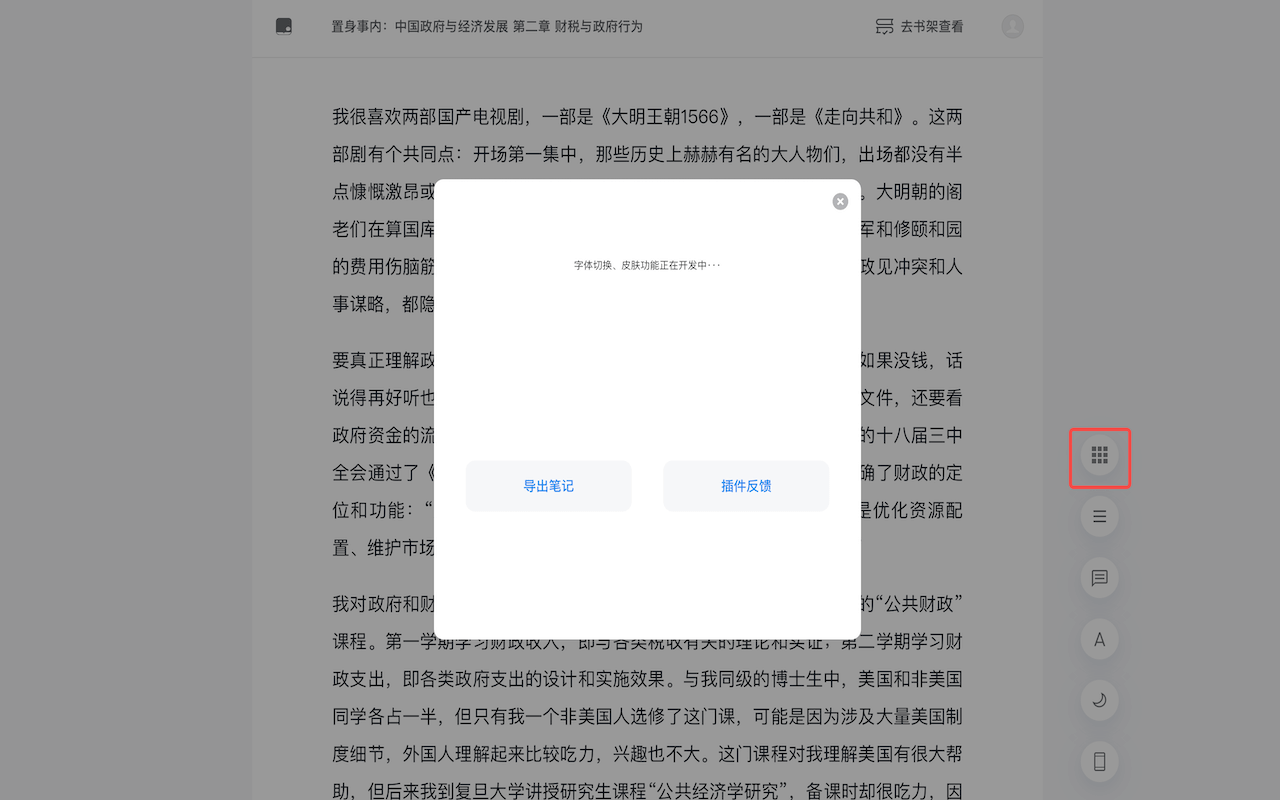 置身事内：中国政府与经济发展 第二章 财税与政府行为
去书架查看
我很喜欢两部国产电视剧，一部是《大明王朝1566》，一部是《走向共和》。这两
部剧有个共同点：开场第一集中，那些历史上赫赫有名的大人物们，出场都没有半
点慷慨激昂或
。大明朝的阁
老们在算国库
军和修颐和园
的费用伤脑筋
政见冲突和人
事谋略，都隐
字体切换、皮肤功能正在开发中···
要真正理解政
如果没钱，话
说得再好听也
文件，还要看
政府资金的流
的十八届三中
全会通过了《
确了财政的定
位和功能：“
是优化资源配
置、维护市场
导出笔记
插件反馈
我对政府和财
的“公共财政”
课程。第一学期学习财政收入，即与各类税收有关的理论和实证，第二学期学习财
政支出，即各类政府支出的设计和实施效果。与我同级的博士生中，美国和非美国
同学各占一半，但只有我一个非美国人选修了这门课，可能是因为涉及大量美国制
度细节，外国人理解起来比较吃力，兴趣也不大。这门课程对我理解美国有很大帮
助，但后来我到复旦大学讲授研究生课程“公共经济学研究”，备课时却很吃力，因
A